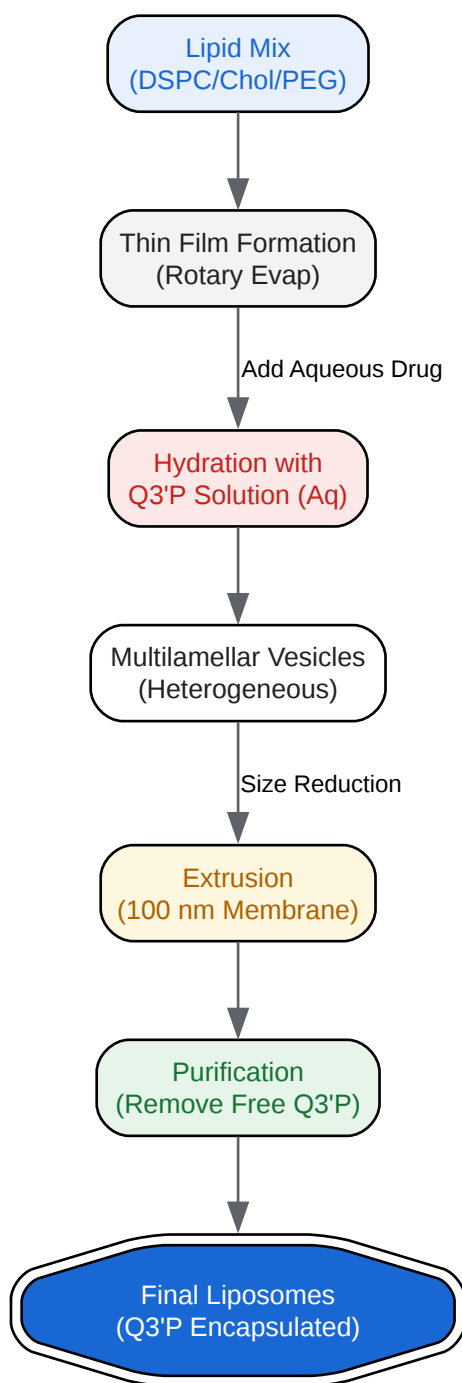 Lipid Mix
(DSPC/Chol/PEG)
Thin Film Formation
(Rotary Evap)
Add Aqueous Drug
Hydration with
Q3'P Solution (Aq)
Multilamellar Vesicles
(Heterogeneous)
Size Reduction
Extrusion
(100 nm Membrane)
Purification
(Remove Free Q3'P)
Final Liposomes
(Q3'P Encapsulated)